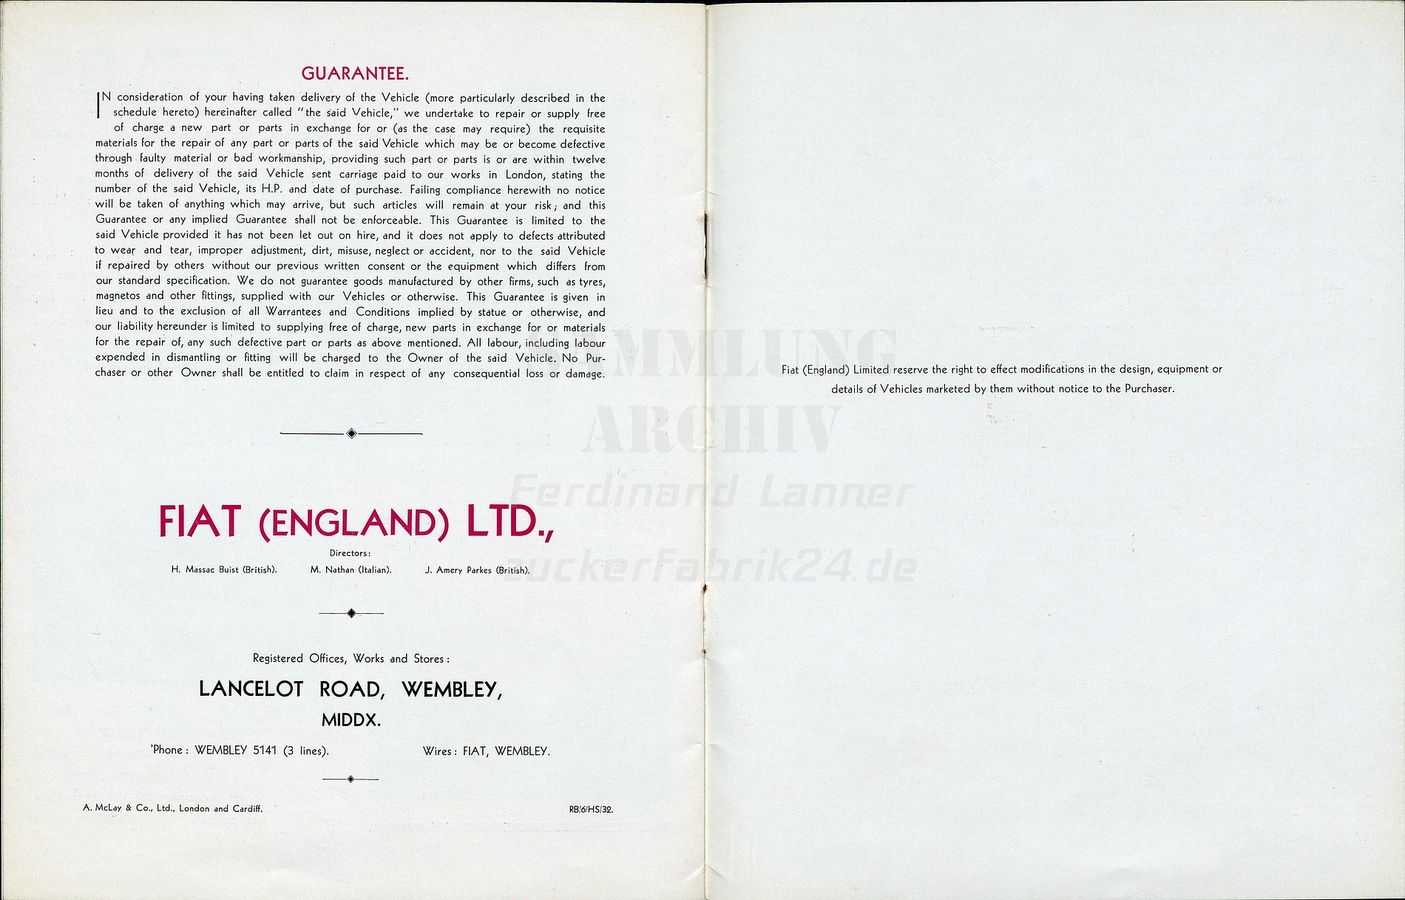 GUARANTEE.
IN consideration of your having taken delivery of the Vehicle (more particularly described in the
schedule hereto) hereinafter called "the said Vehicle," we undertake to repair or supply free
of charge a new part or parts in exchange for or (as the case may require) the requisite
materials for the repair of any part or parts of the said Vehicle which may be or become defective
through faulty material or bad workmanship, providing such part or parts is or are within twelve
months of delivery of the said Vehicle sent carriage paid to our works in London, stating the
number of the said Vehicle, its H.P. and date of purchase. Failing compliance herewith no notice
will be taken of anything which may arrive, but such articles will remain at your risk; and this
Guarantee or any implied Guarantee shall not be enforceable. This Guarantee is limited to the
said Vehicle provided it has not been let out on hire, and it does not apply to defects attributed
to wear and tear, improper adjustment, dirt, misuse, neglect or accident, nor to the said Vehicle
if repaired by others without our previous written consent or the equipment which differs from
our standard specification. We do not guarantee goods manufactured by other firms, such as tyres,
magnetos and other fittings, supplied with our Vehicles or otherwise. This Guarantee is given in
lieu and to the exclusion of all Warrantees and Conditions implied by statue or otherwise, and
our liability hereunder is limited to supplying free of charge, new parts in exchange for or materials
for the repair of, any such defective part or parts as above mentioned. All labour, including labour
expended in dismantling or fitting will be charged to the Owner of the said Vehicle. No Pur-
chaser or other Owner shall be entitled to claim in respect of any consequential loss or damage.
FIAT (ENGLAND) LTD.,
Directors:
H. Massac Buist (British). M. Nathan (Italian). J. Amery Parkes (British).
Registered Offices, Works and Stores:
LANCELOT ROAD, WEMBLEY,
MIDDX.
'Phone: WEMBLEY 5141 (3 lines). Wires: FIAT, WEMBLEY.
A. McLay & Co., Ltd., London and Cardiff. RB/6/HS/32.
Fiat (England) Limited reserve the right to effect modifications in the design, equipment or
details of Vehicles marketed by them without notice to the Purchaser.
SAMMLUNG
ARCHIV
Ferdinand Lanner
zuckerfabrik24.de